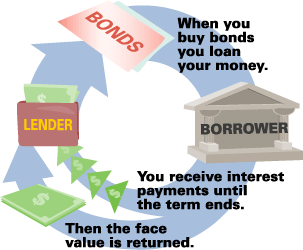 BONDS
When you
buy bonds
you loan
your money.
LENDER
BORROWER
You receive interest
payments until
the term ends.
Then the face
value is returned.